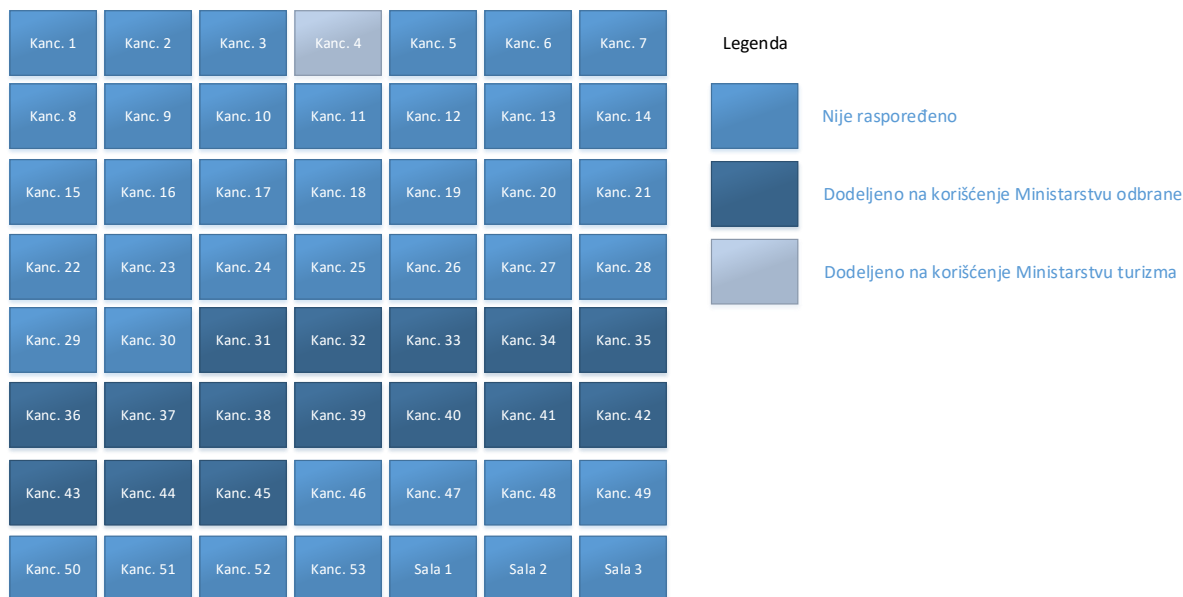 Kanc. 1 Kanc. 2 Kanc. 3 Kanc. 4 Kanc. 5 Kanc. 6 Kanc. 7
Kanc. 8 Kanc. 9 Kanc. 10 Kanc. 11 Kanc. 12 Kanc. 13 Kanc. 14
Kanc. 15 Kanc. 16 Kanc. 17 Kanc. 18 Kanc. 19 Kanc. 20 Kanc. 21
Kanc. 22 Kanc. 23 Kanc. 24 Kanc. 25 Kanc. 26 Kanc. 27 Kanc. 28
Kanc. 29 Kanc. 30 Kanc. 31 Kanc. 32 Kanc. 33 Kanc. 34 Kanc. 35
Kanc. 36 Kanc. 37 Kanc. 38 Kanc. 39 Kanc. 40 Kanc. 41 Kanc. 42
Kanc. 43 Kanc. 44 Kanc. 45 Kanc. 46 Kanc. 47 Kanc. 48 Kanc. 49
Kanc. 50 Kanc. 51 Kanc. 52 Kanc. 53 Sala 1 Sala 2 Sala 3
Legenda
Nije raspoređeno
Dodeljeno na korišćenje Ministarstvu odbrane
Dodeljeno na korišćenje Ministarstvu turizma